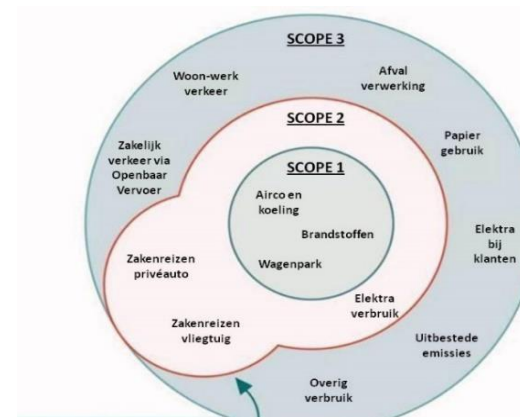 SCOPE 3
Woon-werk
verkeer
Afval
verwerking
SCOPE 2
Papier
gebruik
Zakelijk
verkeer via
Openbaar
Vervoer
SCOPE 1
Airco en
koeling
Brandstoffen
Elektra
bij
klanten
Zakenreizen
privéauto
Wagenpark
Elektra
verbruik
Zakenreizen
vliegtuig
Uitbestede
emissies
Overig
verbruik